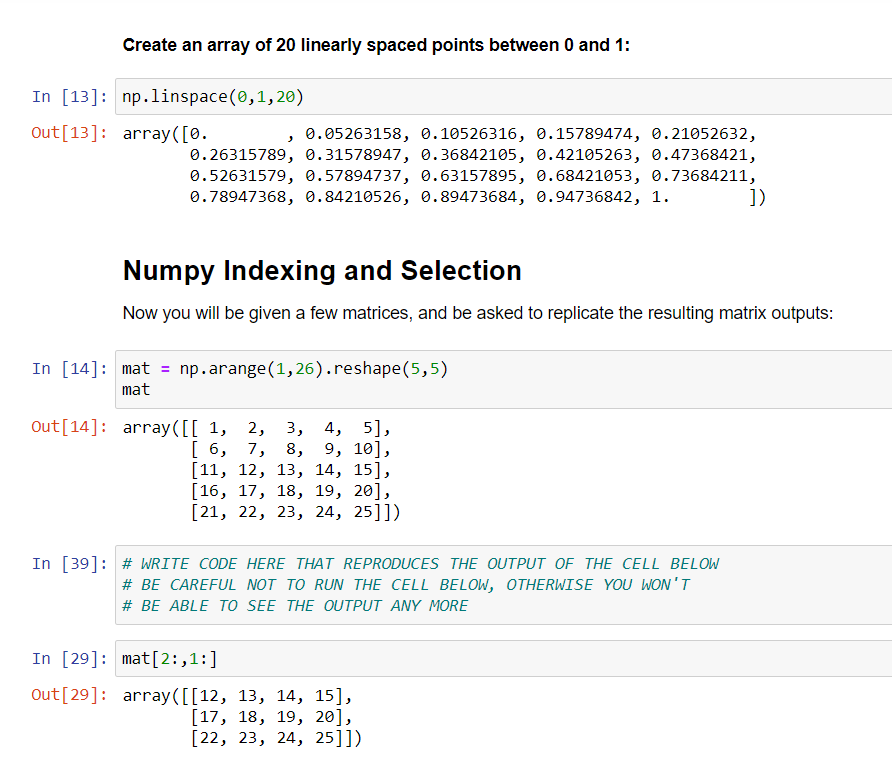 Create an array of 20 linearly spaced points between 0 and 1:
In [13]: np.linspace(0,1,20)
Out[13]: array([0.        , 0.05263158, 0.10526316, 0.15789474, 0.21052632,
       0.26315789, 0.31578947, 0.36842105, 0.42105263, 0.47368421,
       0.52631579, 0.57894737, 0.63157895, 0.68421053, 0.73684211,
       0.78947368, 0.84210526, 0.89473684, 0.94736842, 1.        ])
Numpy Indexing and Selection
Now you will be given a few matrices, and be asked to replicate the resulting matrix outputs:
In [14]: mat = np.arange(1,26).reshape(5,5)
mat
Out[14]: array([[ 1,  2,  3,  4,  5],
       [ 6,  7,  8,  9, 10],
       [11, 12, 13, 14, 15],
       [16, 17, 18, 19, 20],
       [21, 22, 23, 24, 25]])
In [39]: # WRITE CODE HERE THAT REPRODUCES THE OUTPUT OF THE CELL BELOW
# BE CAREFUL NOT TO RUN THE CELL BELOW, OTHERWISE YOU WON'T
# BE ABLE TO SEE THE OUTPUT ANY MORE
In [29]: mat[2:,1:]
Out[29]: array([[12, 13, 14, 15],
       [17, 18, 19, 20],
       [22, 23, 24, 25]])